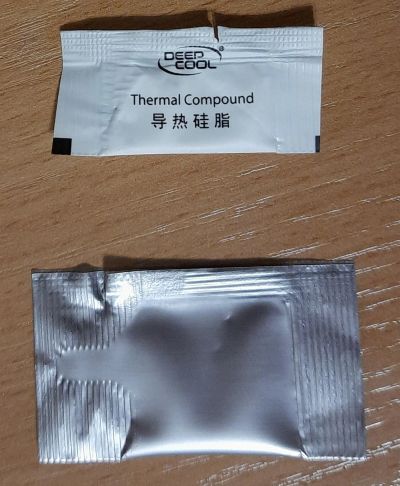 DEEP
COOL®
Thermal Compound
导热硅脂